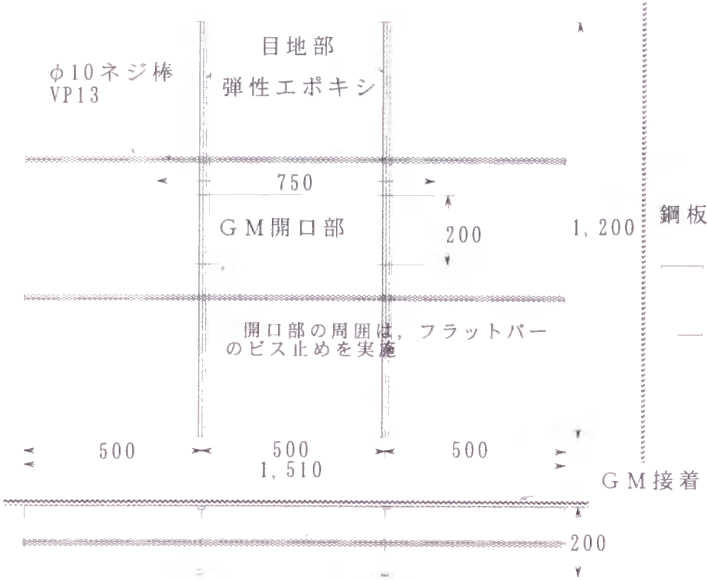 目地部
φ10ネジ棒
VP13
弾性エポキシ
750
鋼板
GM開口部
200
1,200
開口部の周囲は,フラットバー
のビス止めを実施
500
500
500
1,510
GM接着
200